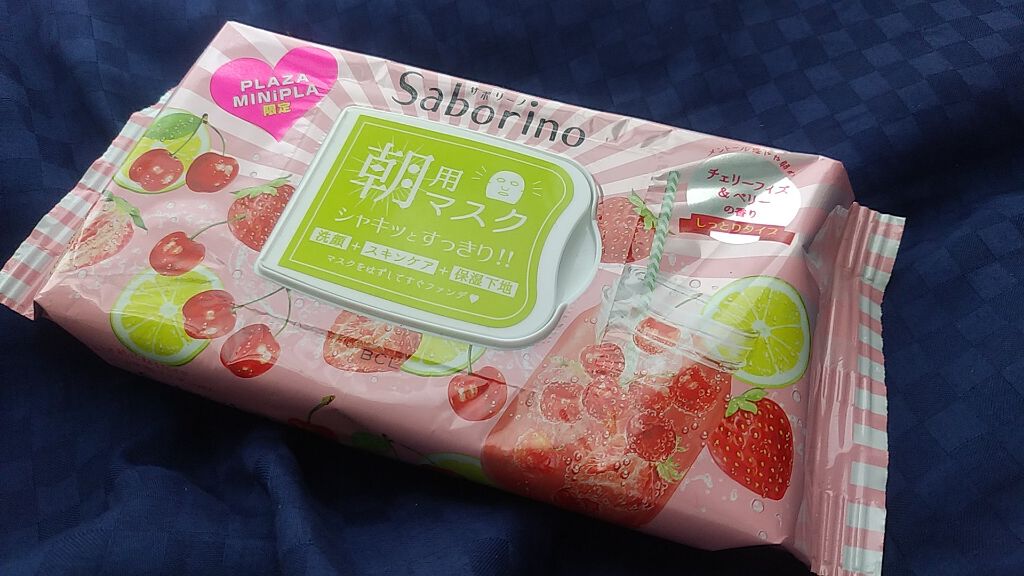 PLAZA
MINiPLA
限定
サボリーノ
Saborino
朝用
マスク
シャキッとすっきり!!
洗顔+スキンケア+保湿下地
マスクをはずしてすぐファンデ♥
チェリーフィズ
&ベリー
の香り
しっとりタイプ
BCL